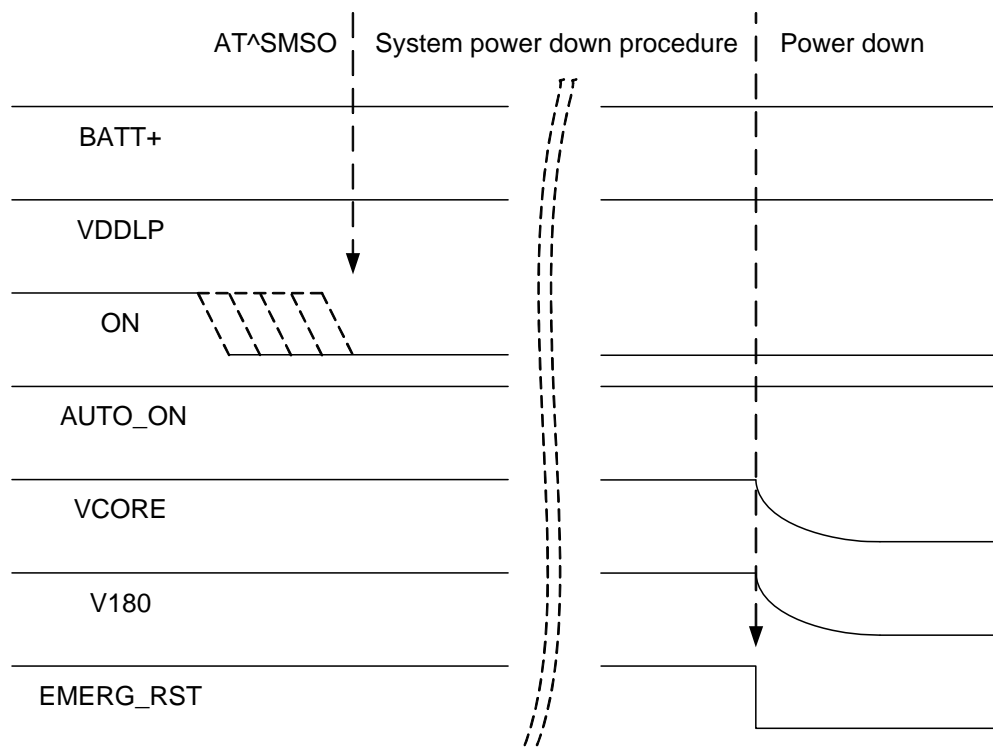 AT^SMSO
System power down procedure
Power down
BATT+
VDDLP
ON
AUTO_ON
VCORE
V180
EMERG_RST